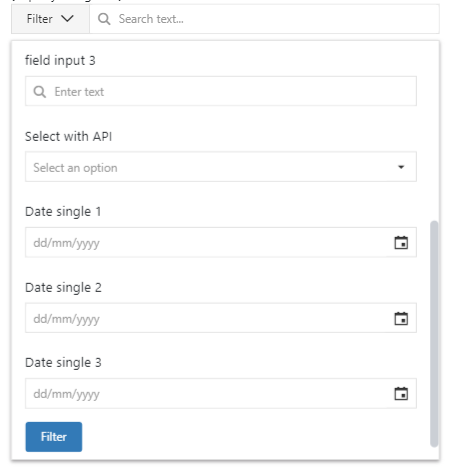 Filter Search text...
field input 3
Enter text
Select with API
Select an option
Date single 1
dd/mm/yyyy
Date single 2
dd/mm/yyyy
Date single 3
dd/mm/yyyy
Filter